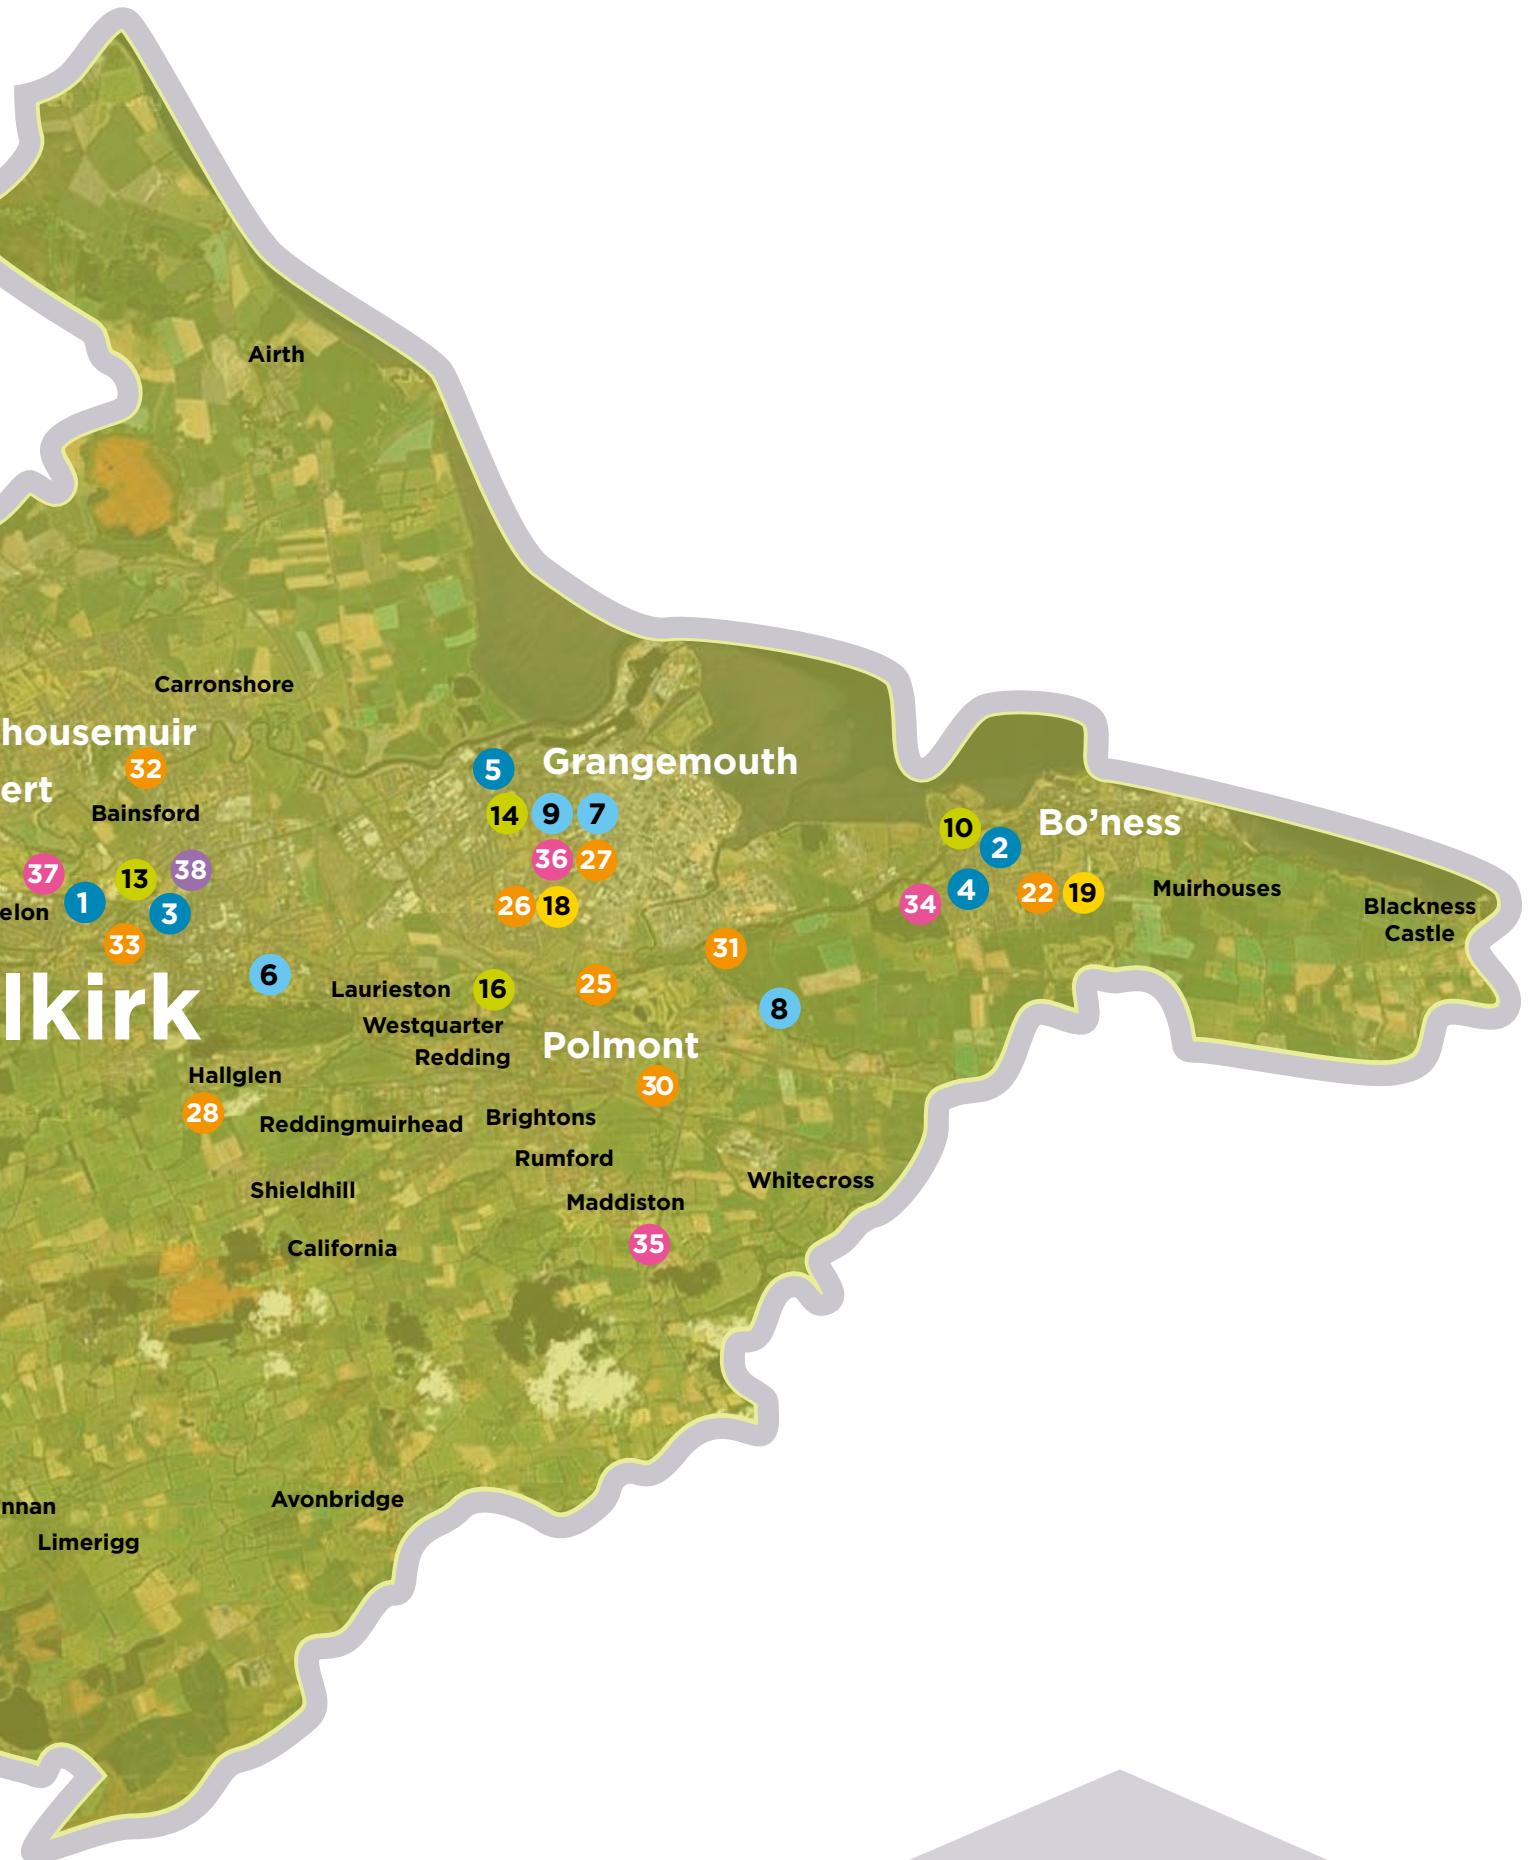 Airth
Carronshore
housemuir
32
ert
Bainsford
5
Grangemouth
14
9
7
36
27
26
18
37
13
38
1
3
elon
33
6
lkirk
10
2
Bo’ness
34
4
22
19
Muirhouses
Blackness
Castle
31
Laurieston
16
25
8
Westquarter
Redding
Polmont
30
Hallglen
28
Reddingmuirhead
Brightons
Rumford
Whitecross
Shieldhill
Maddiston
35
California
Avonbridge
nnan
Limerigg